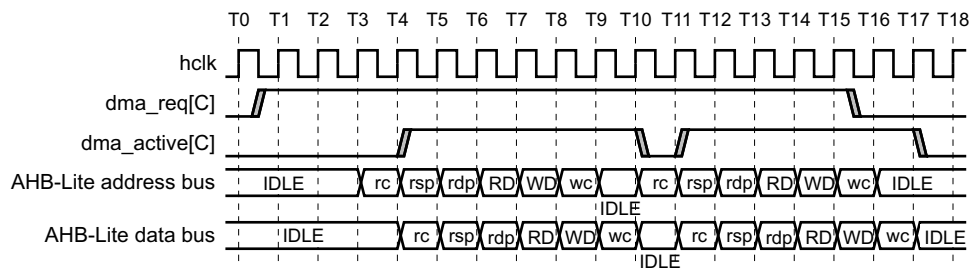 T0 T1 T2 T3 T4 T5 T6 T7 T8 T9 T10 T11 T12 T13 T14 T15 T16 T17 T18
hclk
dma_req[C]
dma_active[C]
AHB-Lite address bus IDLE rc rsp rdp RD WD wc rc rsp rdp RD WD wc IDLE
IDLE
AHB-Lite data bus IDLE rc rsp rdp RD WD wc rc rsp rdp RD WD wc IDLE
IDLE